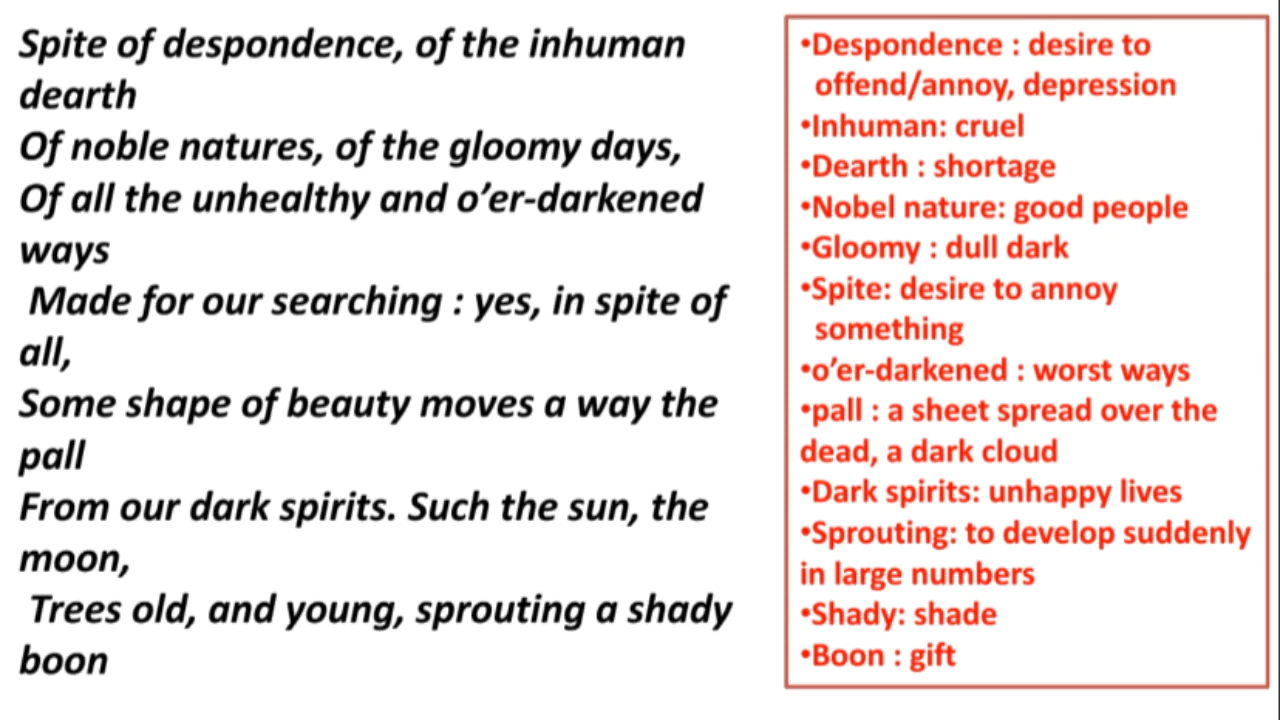 Spite of despondence, of the inhuman
dearth
Of noble natures, of the gloomy days,
Of all the unhealthy and o’er-darkened
ways
Made for our searching : yes, in spite of
all,
Some shape of beauty moves a way the
pall
From our dark spirits. Such the sun, the
moon,
Trees old, and young, sprouting a shady
boon
•Despondence : desire to
offend/annoy, depression
•Inhuman: cruel
•Dearth : shortage
•Nobel nature: good people
•Gloomy : dull dark
•Spite: desire to annoy
something
•o’er-darkened : worst ways
•pall : a sheet spread over the
dead, a dark cloud
•Dark spirits: unhappy lives
•Sprouting: to develop suddenly
in large numbers
•Shady: shade
•Boon : gift